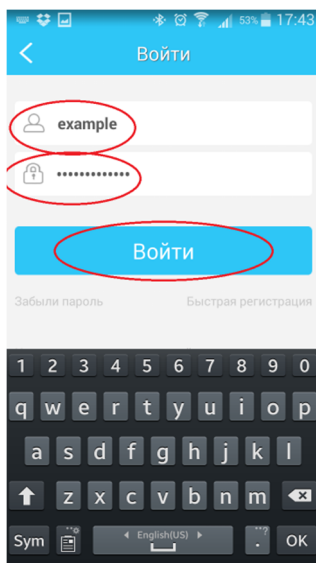 53% 17:43
Войти
example
•••••••••••••
Войти
Забыли пароль Быстрая регистрация
1 2 3 4 5 6 7 8 9 0
q w e r t y u i o p
a s d f g h j k l
z x c v b n m
Sym English(US) . OK